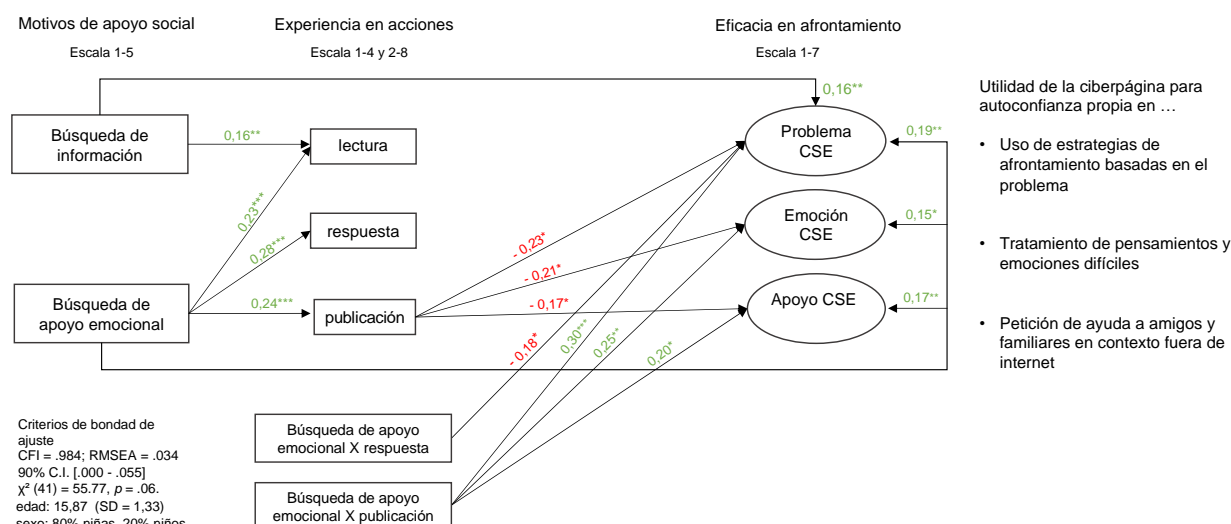 Motivos de apoyo social
Escala 1-5
Experiencia en acciones
Escala 1-4 y 2-8
Eficacia en afrontamiento
Escala 1-7
Búsqueda de
información
Búsqueda de
apoyo emocional
0,16**
0,23***
0,28***
0,24***
lectura
respuesta
publicación
- 0,23*
- 0,21*
- 0,17*
- 0,18*
0,30***
0,25**
0,20*
0,16**
Problema
CSE
Emoción
CSE
Apoyo CSE
0,19**
0,15*
0,17**
Utilidad de la ciberpágina para
autoconfianza propia en …
• Uso de estrategias de
afrontamiento basadas en el
problema
• Tratamiento de pensamientos y
emociones difíciles
• Petición de ayuda a amigos y
familiares en contexto fuera de
internet
Búsqueda de apoyo
emocional X respuesta
Búsqueda de apoyo
emocional X publicación
Criterios de bondad de
ajuste
CFI = .984; RMSEA = .034
90% C.I. [.000 - .055]
χ² (41) = 55.77, p = .06.
edad: 15,87 (SD = 1,33)
sexo: 80% niñas, 20% niños